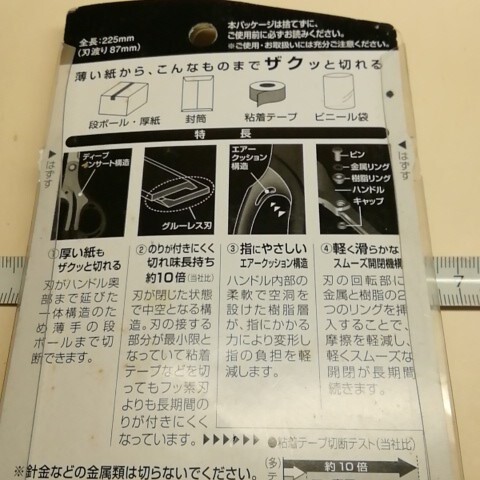 全長：225mm
(刃渡り87mm)
本パッケージは捨てずに、
ご使用前に必ずお読みください。
※ご使用・お取扱いには充分ご注意ください。
薄い紙から、こんなものまでザクッと切れる
段ボール・厚紙
封筒
粘着テープ
ビニール袋
特長
はずす
はずす
ディープ
インサート構造
グルーレス刃
エアー
クッション
構造
ピン
金属リング
樹脂リング
ハンドル
キャップ
①厚い紙も
ザクッと切れる
刃がハンドル奥
部まで延びた
一体構造のた
め薄手の段
ボールまで切
断できます。
②のりが付きにくく
切れ味長持ち
約10倍(当社比)
刃が閉じた状態
で中空となる構
造。刃の接する
部分が最小限と
なっていて粘着
テープなどを切
ってもフッ素刃
よりも長期間の
りが付きにくく
なっています。
③指にやさしい
エアークッション構造
ハンドル内部の
柔軟で空洞を
設けた樹脂層
が、指にかかる
力により変形し
指の負担を軽
減します。
④軽く滑らかな
スムーズ開閉機構
刃の回転部に
金属と樹脂の2
つのリングを挿
入することで、
摩擦を軽減し、
軽くスムーズな
開閉が長期間
続きます。
●粘着テープ切断テスト(当社比)
※針金などの金属類は切らないでください。
(多)
約10倍
テ
7